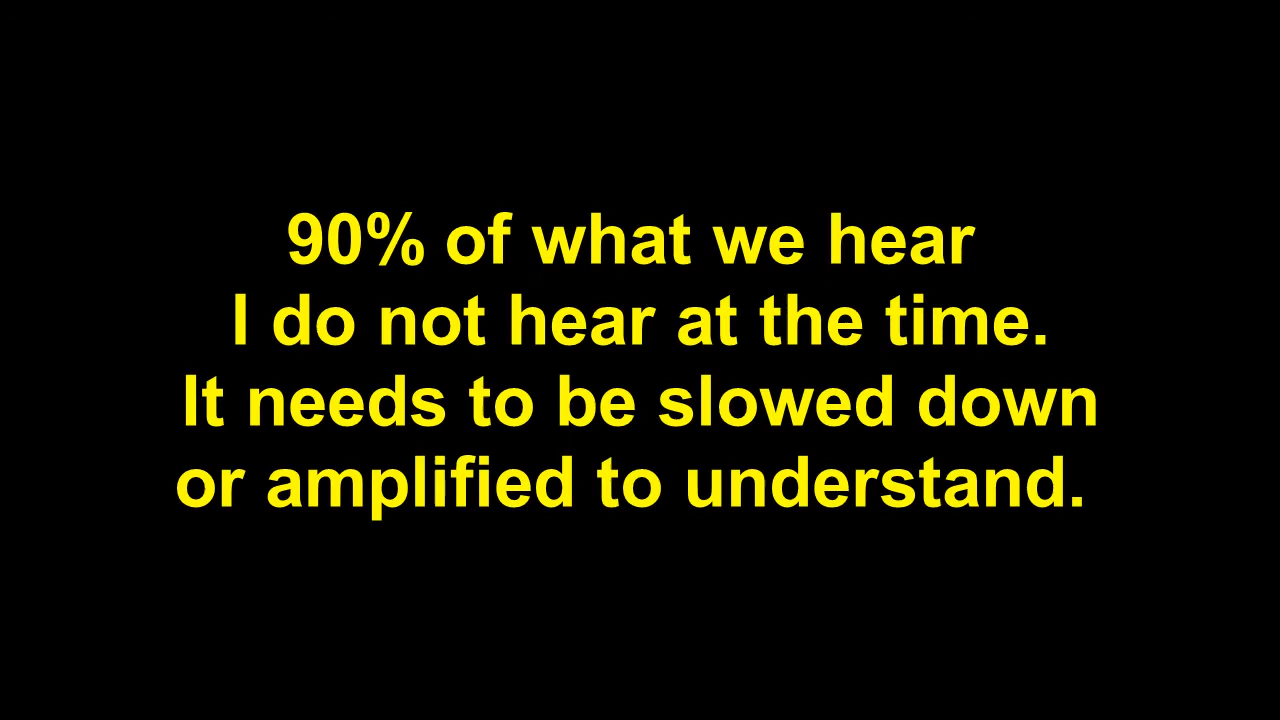 90% of what we hear
I do not hear at the time.
It needs to be slowed down
or amplified to understand.